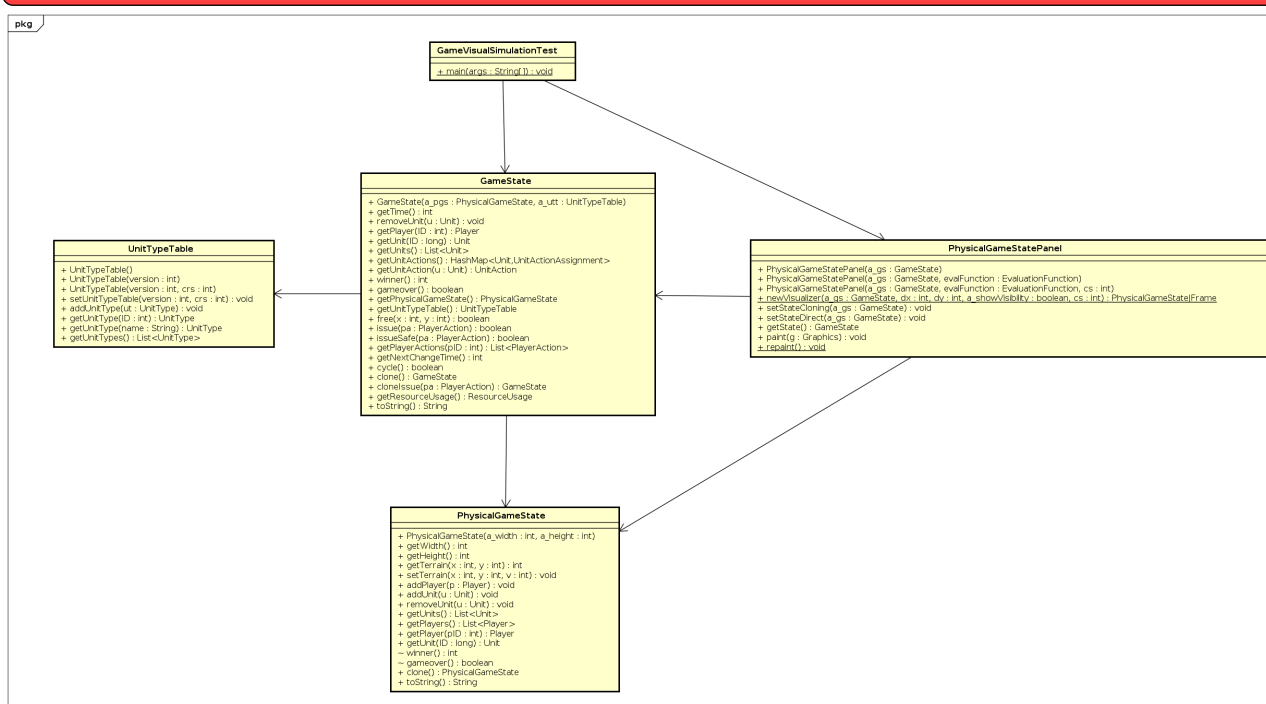 pkg
GameVisualSimulationTest
+ main(args : String[]) : void
GameState
+ GameState(a_pgs : PhysicalGameState, a_utt : UnitTypeTable)
+ getTime() : int
+ removeUnit(u : Unit) : void
+ getPlayer(ID : int) : Player
+ getUnit(ID : long) : Unit
+ getUnits() : List<Unit>
+ getUnitActions() : HashMap<Unit,UnitActionAssignment>
+ getUnitAction(u : Unit) : UnitAction
+ winner() : int
+ gameover() : boolean
+ getPhysicalGameState() : PhysicalGameState
+ getUnitTypeTable() : UnitTypeTable
+ free(x : int, y : int) : boolean
+ issue(pa : PlayerAction) : boolean
+ issueSafe(pa : PlayerAction) : boolean
+ getPlayerActions(pID : int) : List<PlayerAction>
+ getNextChangeTime() : int
+ cycle() : boolean
+ clone() : GameState
+ cloneIssue(pa : PlayerAction) : GameState
+ getResourceUsage() : ResourceUsage
+ toString() : String
UnitTypeTable
+ UnitTypeTable()
+ UnitTypeTable(version : int)
+ UnitTypeTable(version : int, crs : int)
+ setUnitTypeTable(version : int, crs : int) : void
+ addUnitType(ut : UnitType) : void
+ getUnitType(ID : int) : UnitType
+ getUnitType(name : String) : UnitType
+ getUnitTypes() : List<UnitType>
PhysicalGameStatePanel
+ PhysicalGameStatePanel(a_gs : GameState)
+ PhysicalGameStatePanel(a_gs : GameState, evalFunction : EvaluationFunction)
+ PhysicalGameStatePanel(a_gs : GameState, evalFunction : EvaluationFunction, cs : int)
+ newVisualizer(a_gs : GameState, dx : int, dy : int, a_showVisibility : boolean, cs : int) : PhysicalGameStateJFrame
+ setStateCloning(a_gs : GameState) : void
+ setStateDirect(a_gs : GameState) : void
+ getState() : GameState
+ paint(g : Graphics) : void
+ repaint() : void
PhysicalGameState
+ PhysicalGameState(a_width : int, a_height : int)
+ getWidth() : int
+ getHeight() : int
+ getTerrain(x : int, y : int) : int
+ setTerrain(x : int, y : int, v : int) : void
+ addPlayer(p : Player) : void
+ addUnit(u : Unit) : void
+ removeUnit(u : Unit) : void
+ getUnits() : List<Unit>
+ getPlayers() : List<Player>
+ getPlayer(pID : int) : Player
+ getUnit(ID : long) : Unit
~ winner() : int
~ gameover() : boolean
+ clone() : PhysicalGameState
+ toString() : String